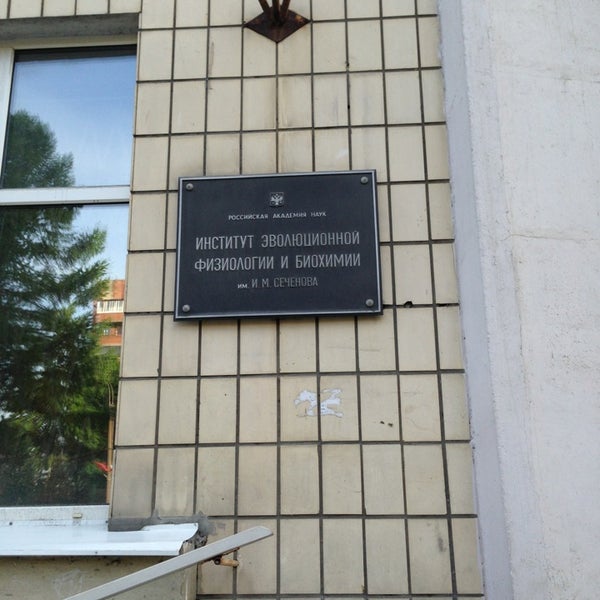 РОССИЙСКАЯ АКАДЕМИЯ НАУК
ИНСТИТУТ ЭВОЛЮЦИОННОЙ
ФИЗИОЛОГИИ И БИОХИМИИ
ИМ. И. М. СЕЧЕНОВА